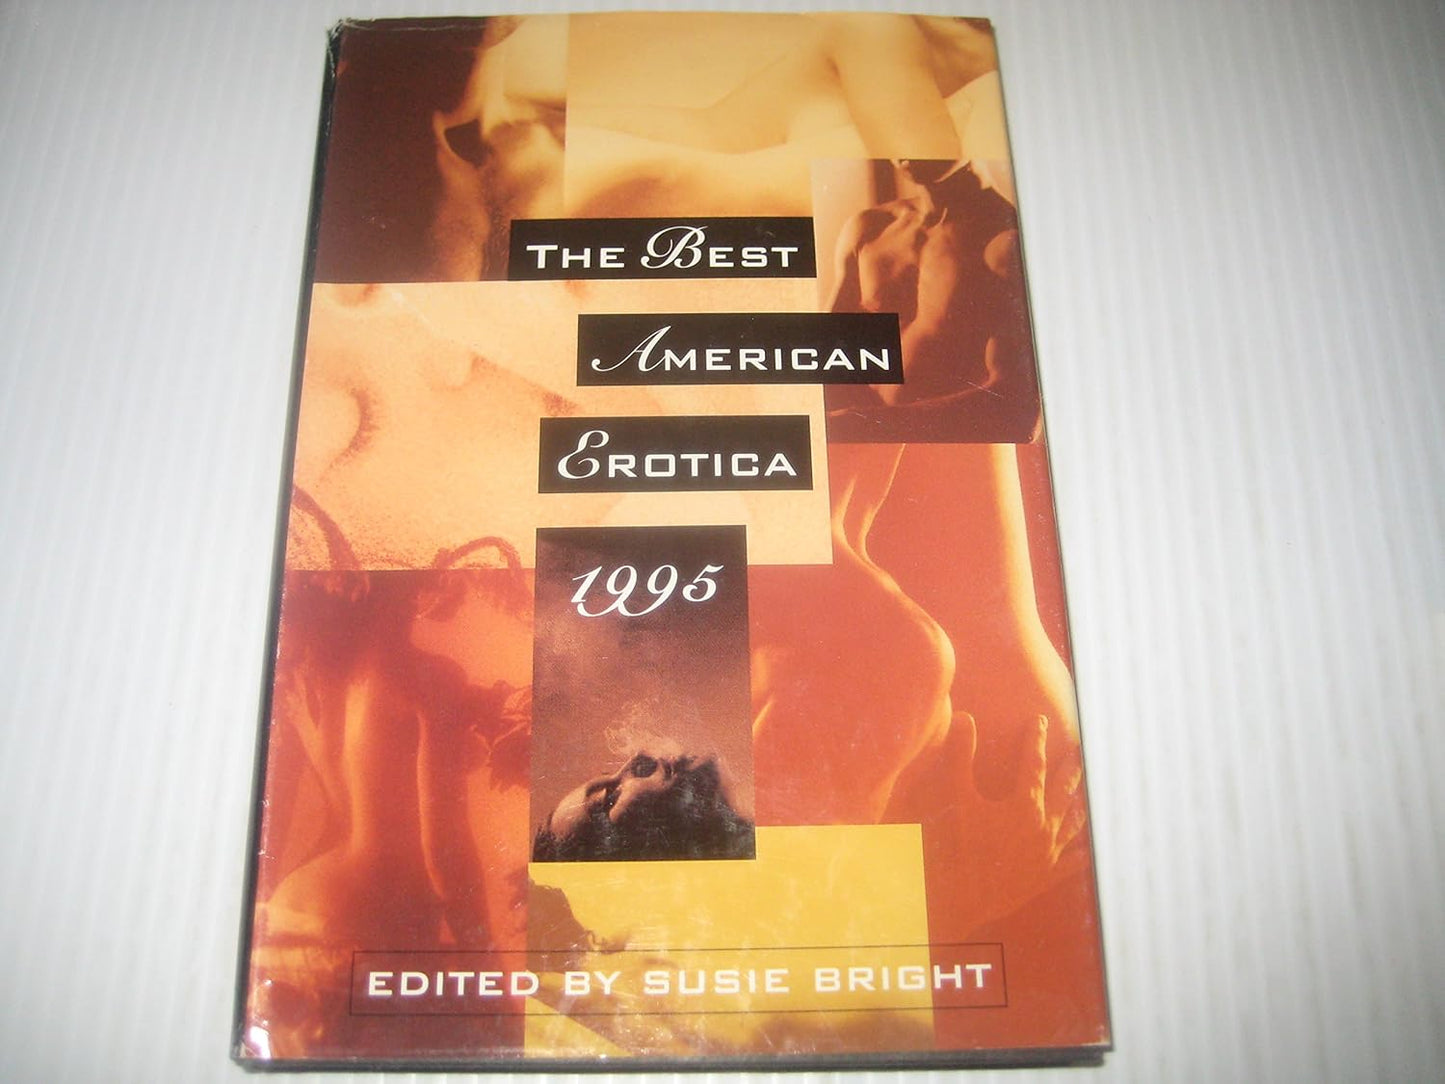 THE BEST
AMERICAN
EROTICA
1995
EDITED BY SUSIE BRIGHT